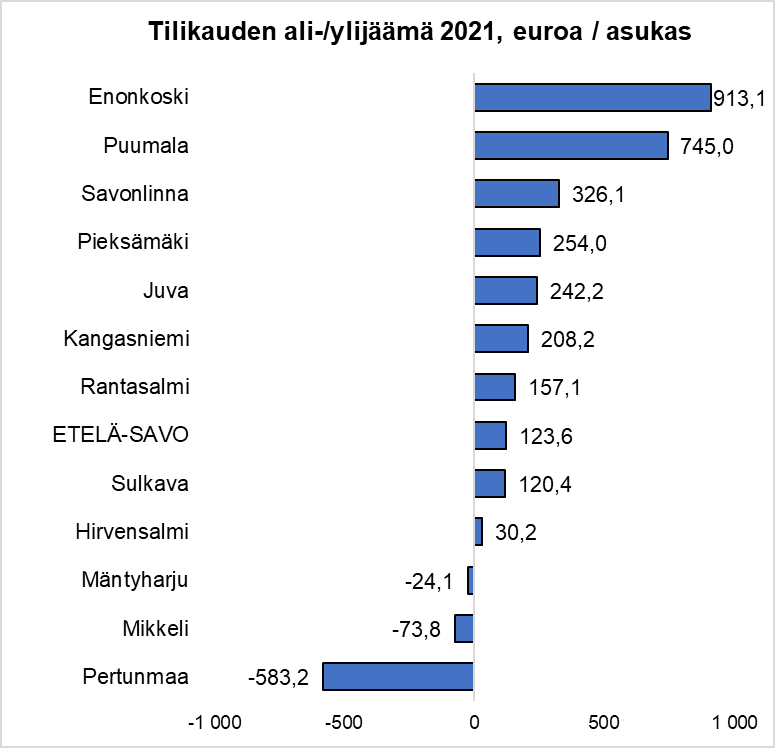 Tilikauden ali-/ylijäämä 2021, euroa / asukas
Enonkoski 913,1
Puumala 745,0
Savonlinna 326,1
Pieksämäki 254,0
Juva 242,2
Kangasniemi 208,2
Rantasalmi 157,1
ETELÄ-SAVO 123,6
Sulkava 120,4
Hirvensalmi 30,2
Mäntyharju -24,1
Mikkeli -73,8
Pertunmaa -583,2
-1 000 -500 0 500 1 000